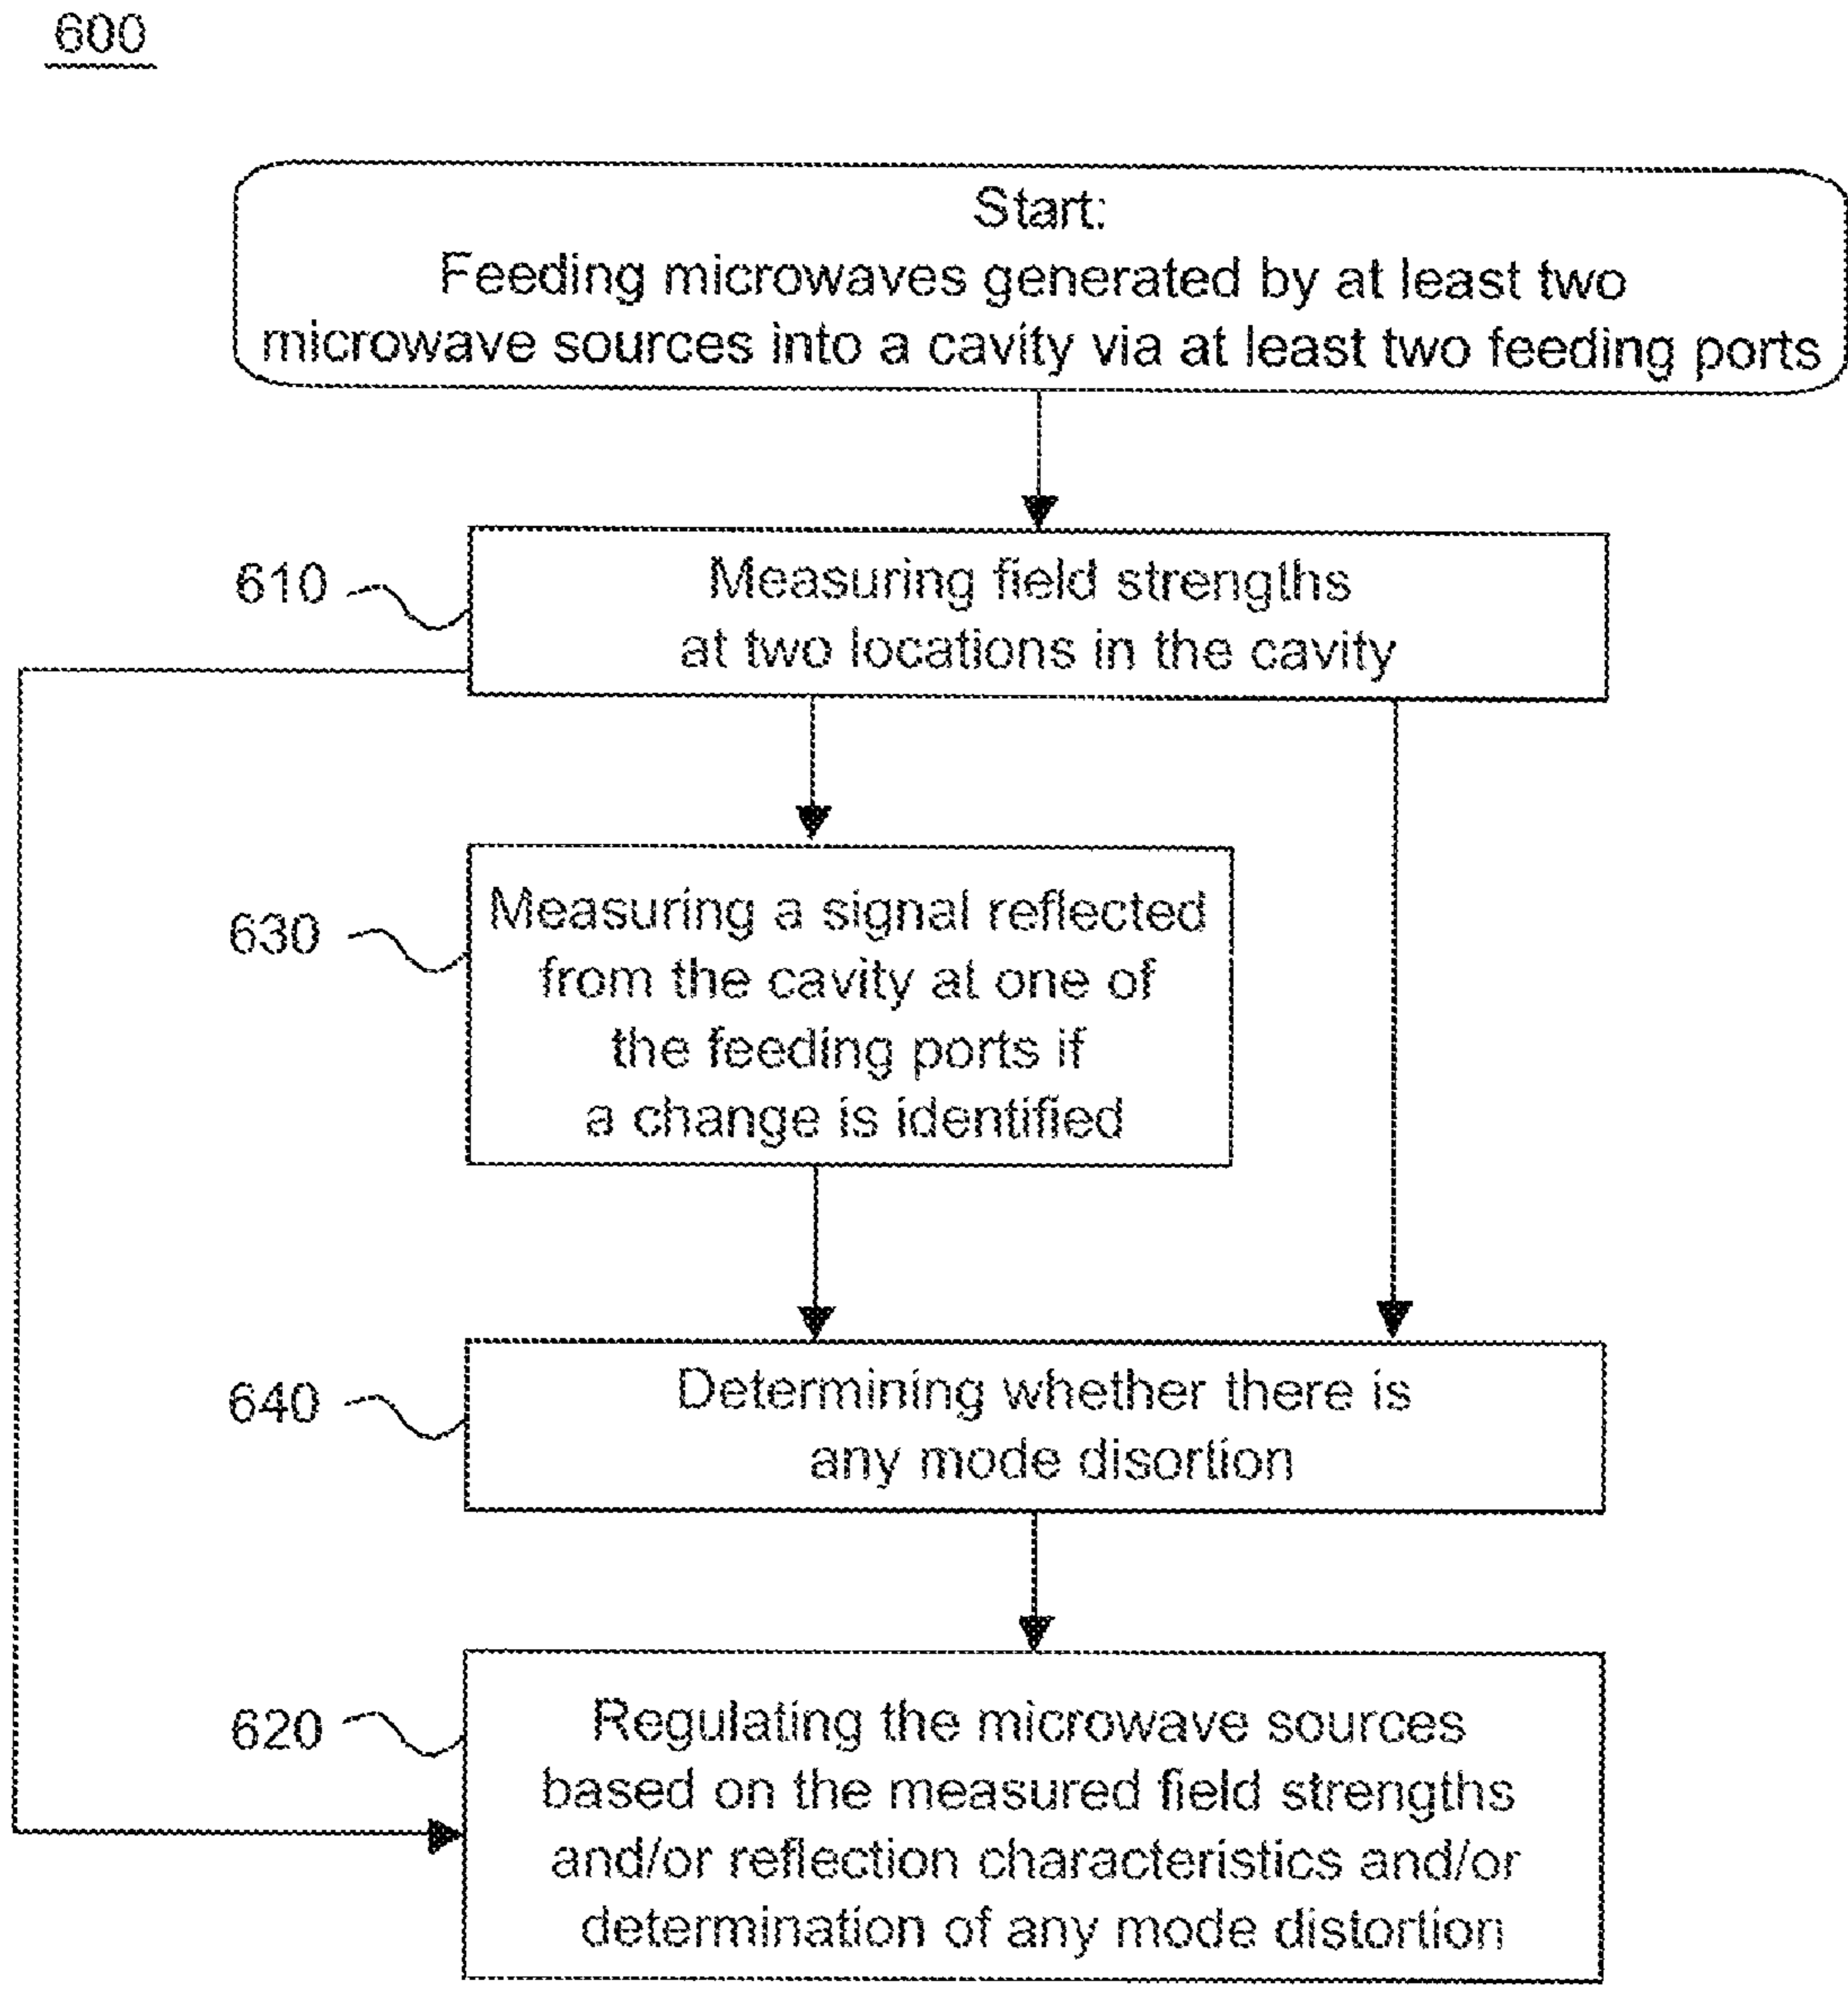 600
Start:
Feeding microwaves generated by at least two
microwave sources into a cavity via at least two feeding ports
610
Measuring field strengths
at two locations in the cavity
630
Measuring a signal reflected
from the cavity at one of
the feeding ports if
a change is identified
640
Determining whether there is
any mode disortion
620
Regulating the microwave sources
based on the measured field strengths
and/or reflection characteristics and/or
determination of any mode distortion